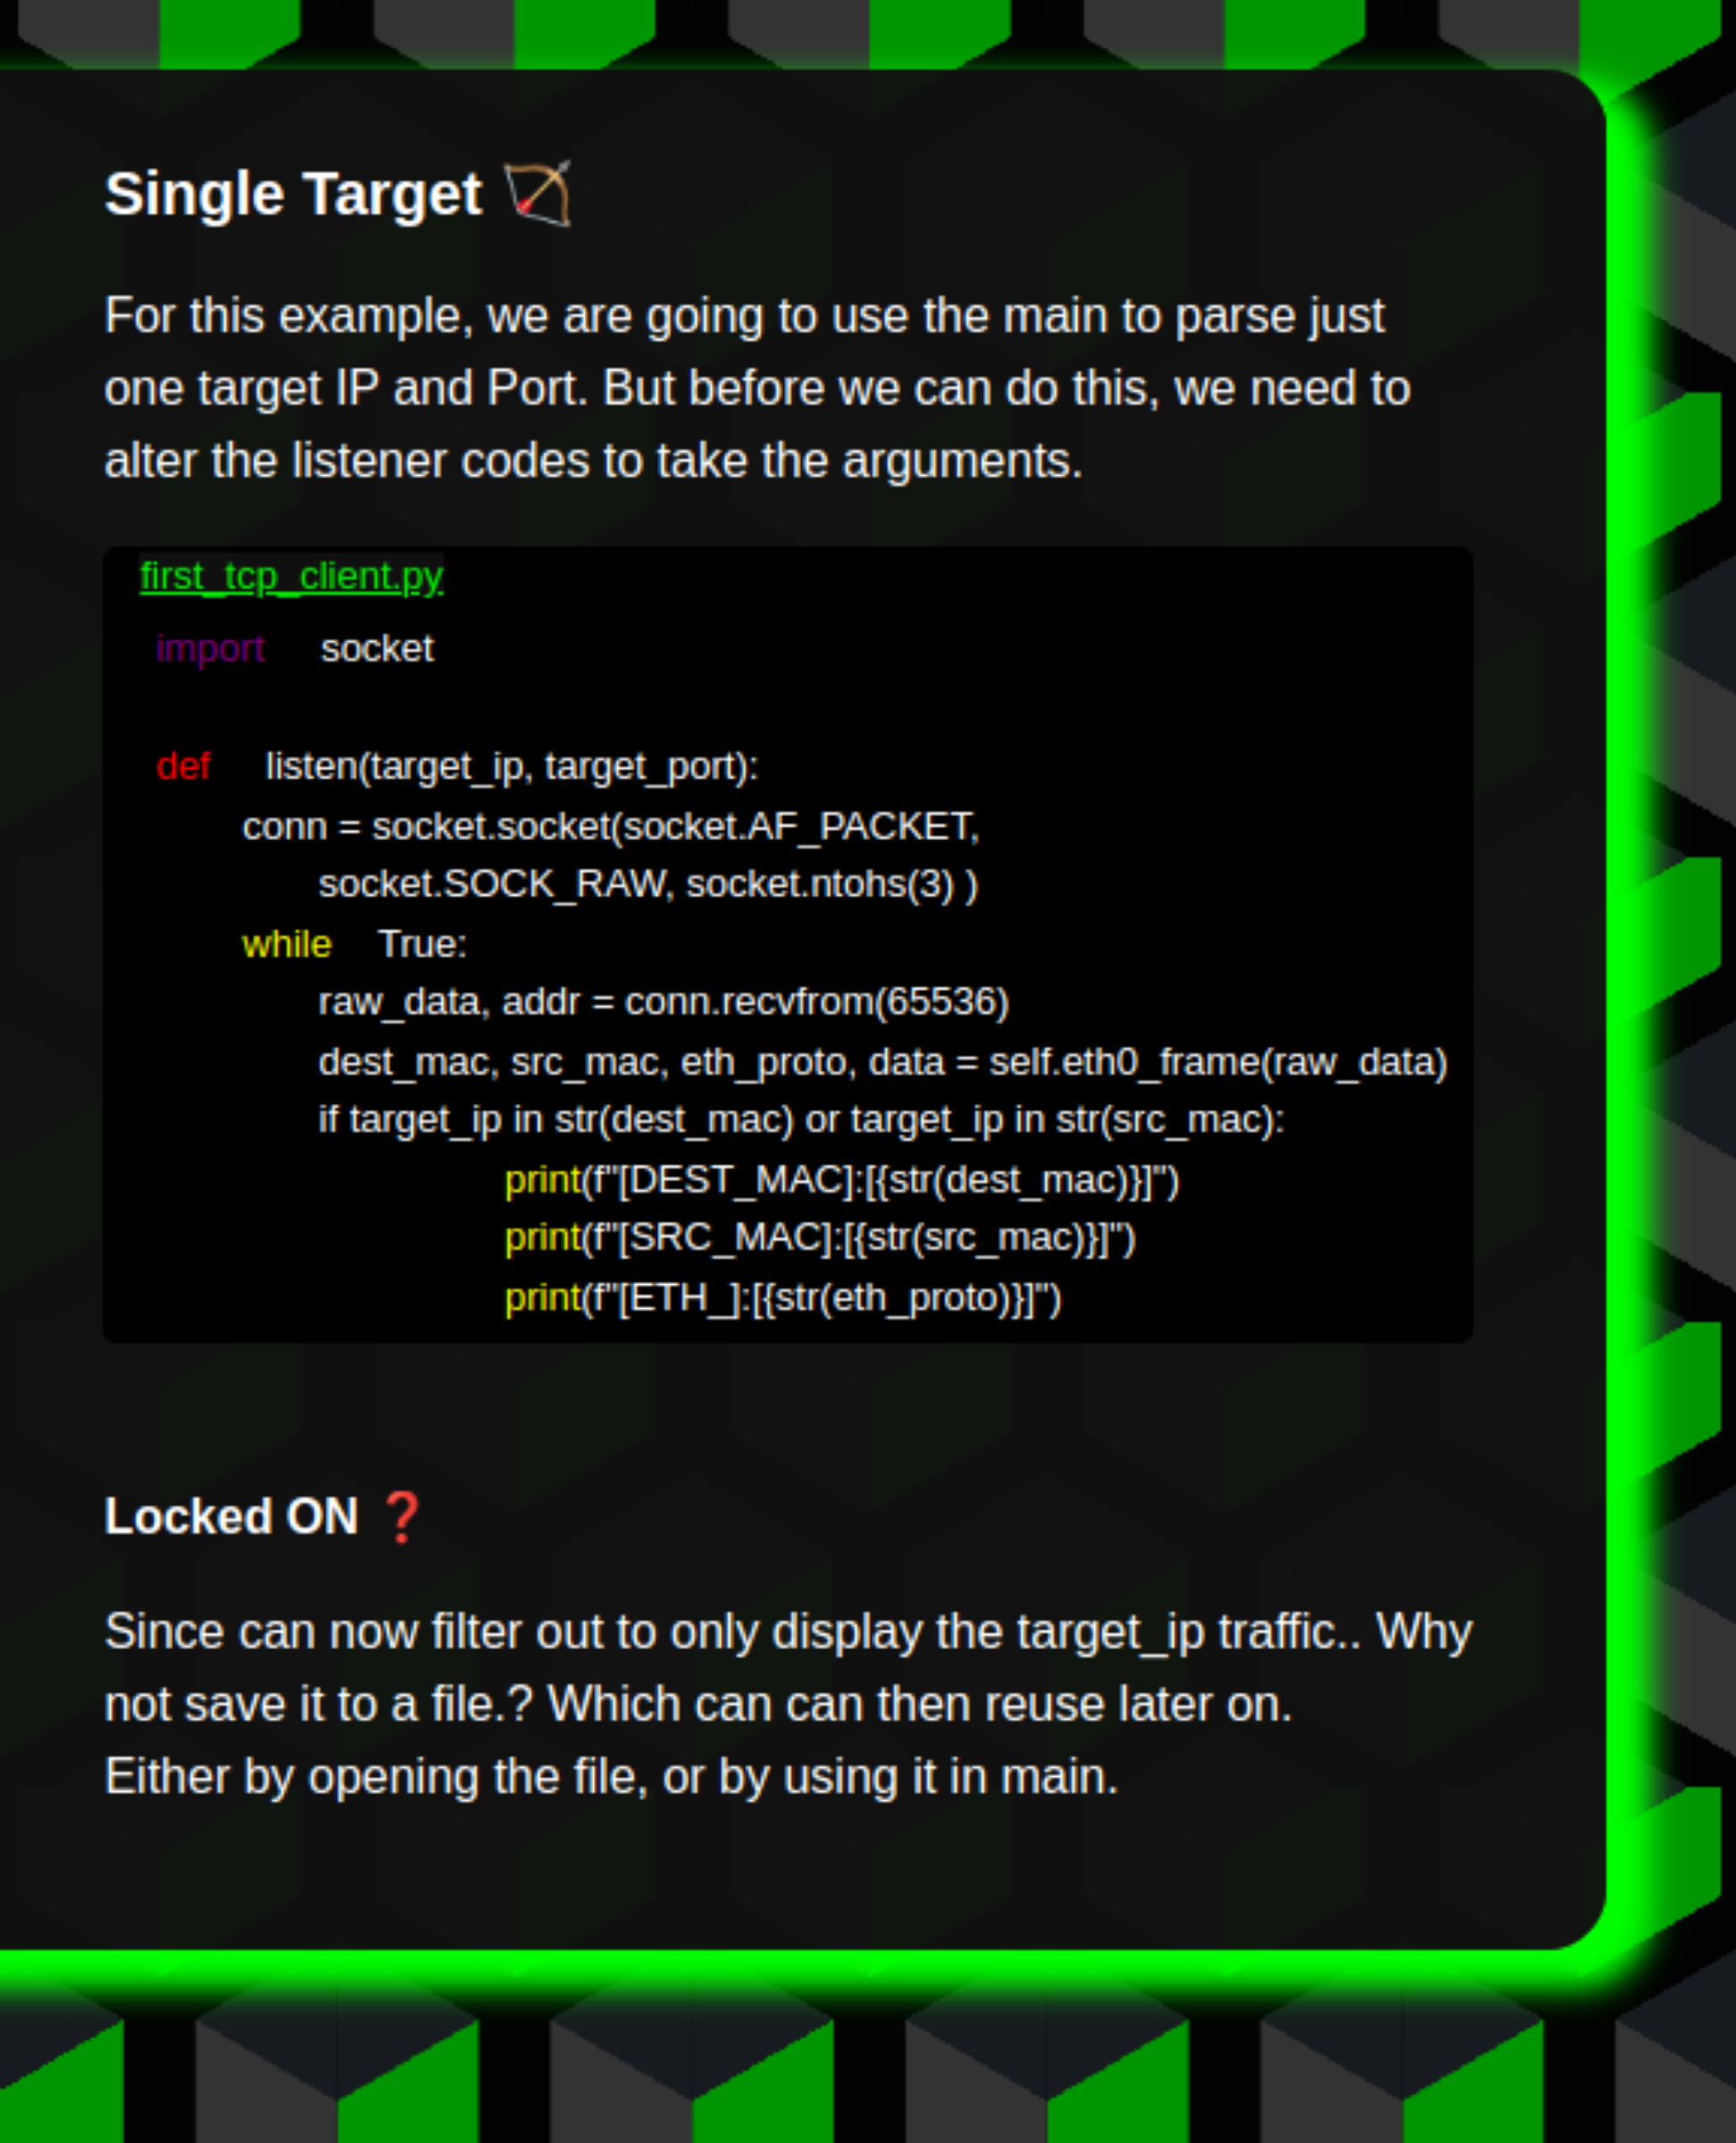 Single Target 🏹
For this example, we are going to use the main to parse just
one target IP and Port. But before we can do this, we need to
alter the listener codes to take the arguments.
first_tcp_client.py
import socket
def listen(target_ip, target_port):
conn = socket.socket(socket.AF_PACKET,
socket.SOCK_RAW, socket.ntohs(3) )
while True:
raw_data, addr = conn.recvfrom(65536)
dest_mac, src_mac, eth_proto, data = self.eth0_frame(raw_data)
if target_ip in str(dest_mac) or target_ip in str(src_mac):
print(f"[DEST_MAC]:[{str(dest_mac)}]")
print(f"[SRC_MAC]:[{str(src_mac)}]")
print(f"[ETH_]:[{str(eth_proto)}]")
Locked ON ❓
Since can now filter out to only display the target_ip traffic.. Why
not save it to a file.? Which can can then reuse later on.
Either by opening the file, or by using it in main.